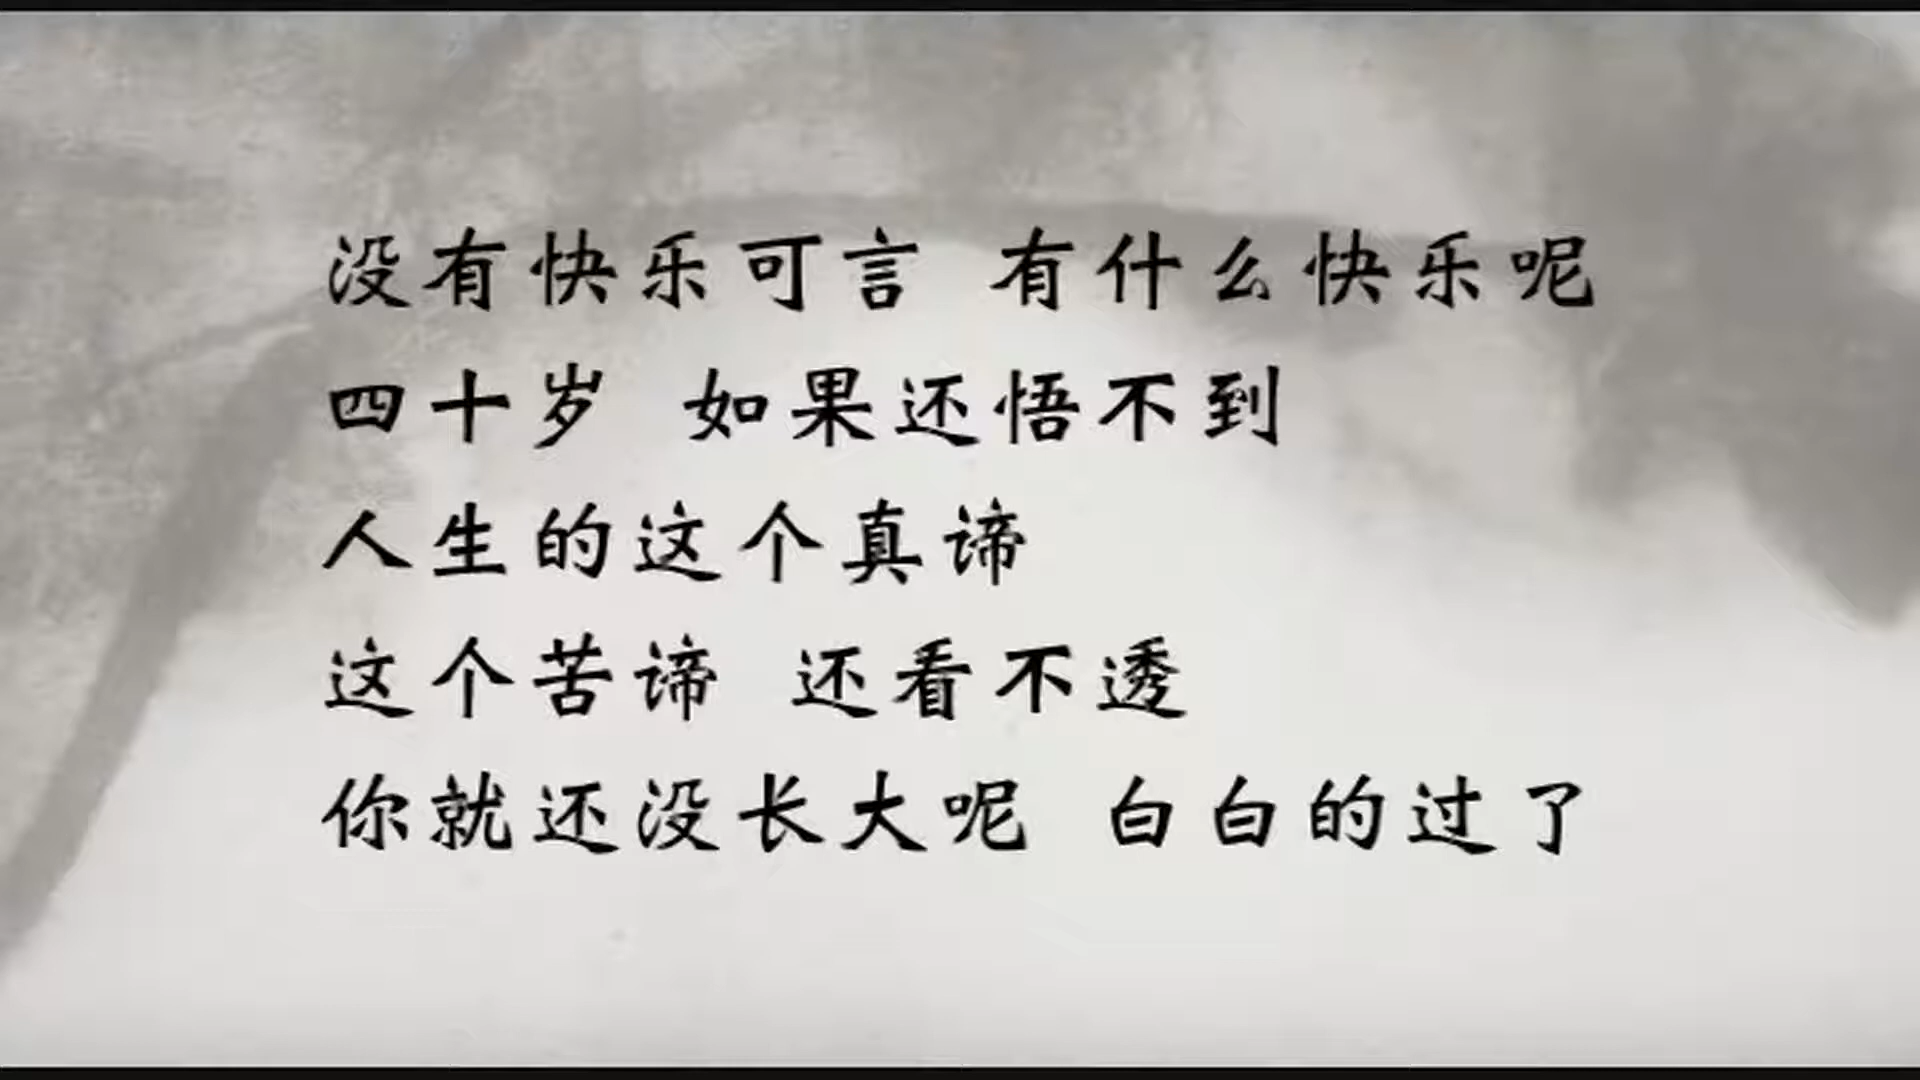 没有快乐可言 有什么快乐呢
四十岁 如果还悟不到
人生的这个真谛
这个苦谛 还看不透
你就还没长大呢 白白的过了